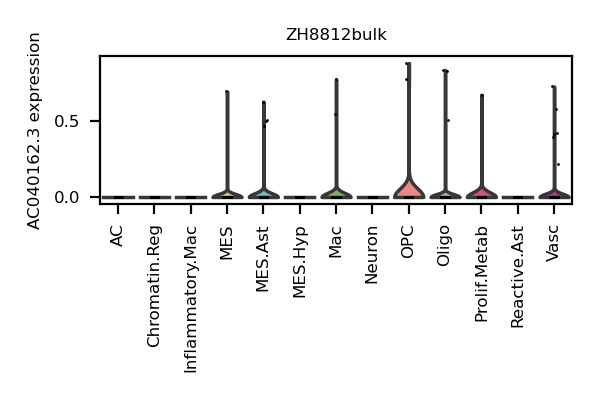 ZH8812bulk
AC040162.3 expression
0.5
0.0
AC
Chromatin.Reg
Inflammatory.Mac
MES
MES.Ast
MES.Hyp
Mac
Neuron
OPC
Oligo
Prolif.Metab
Reactive.Ast
Vasc